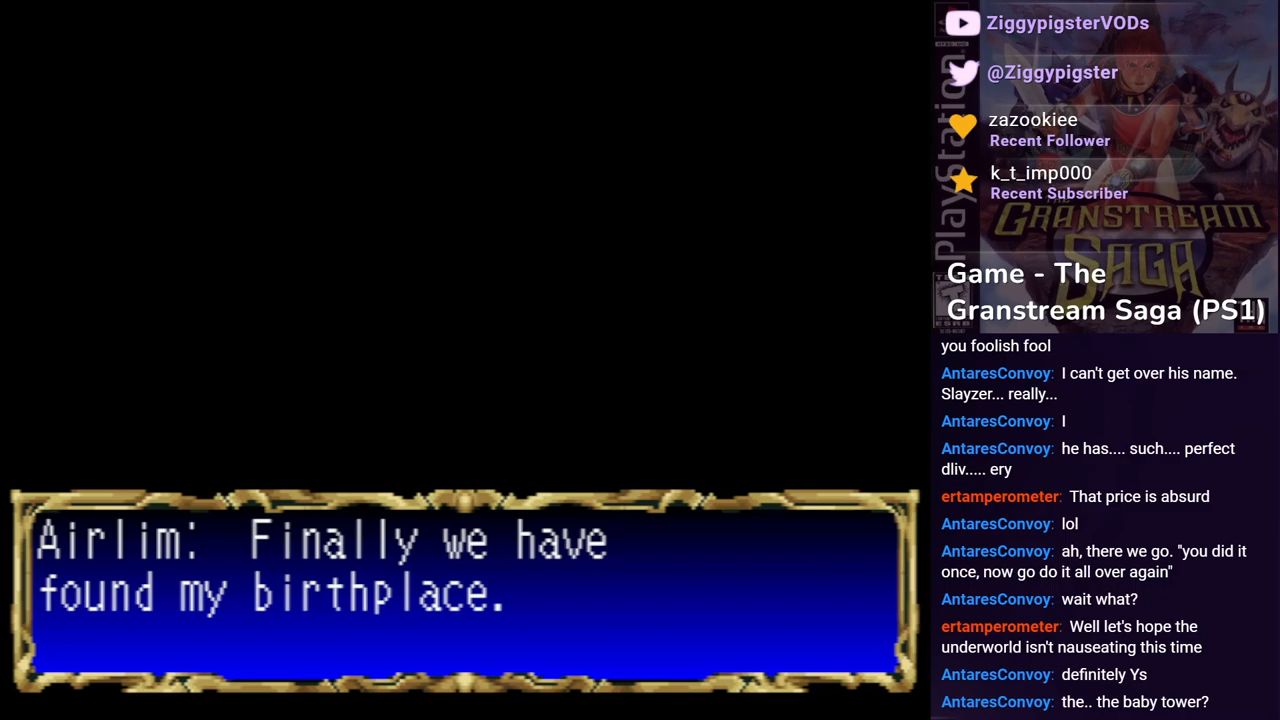 Airlim:  Finally we have
found my birthplace.
ZiggypigsterVODs
@Ziggypigster
zazookiee
Recent Follower
k_t_imp000
Recent Subscriber
PlayStation
THE
GRANSTREAM
SAGA
Game - The
Granstream Saga (PS1)
you foolish fool
AntaresConvoy: I can't get over his name.
Slayzer... really...
AntaresConvoy: I
AntaresConvoy: he has.... such.... perfect
dliv..... ery
ertamperometer: That price is absurd
AntaresConvoy: lol
AntaresConvoy: ah, there we go. "you did it
once, now go do it all over again"
AntaresConvoy: wait what?
ertamperometer: Well let's hope the
underworld isn't nauseating this time
AntaresConvoy: definitely Ys
AntaresConvoy: the.. the baby tower?